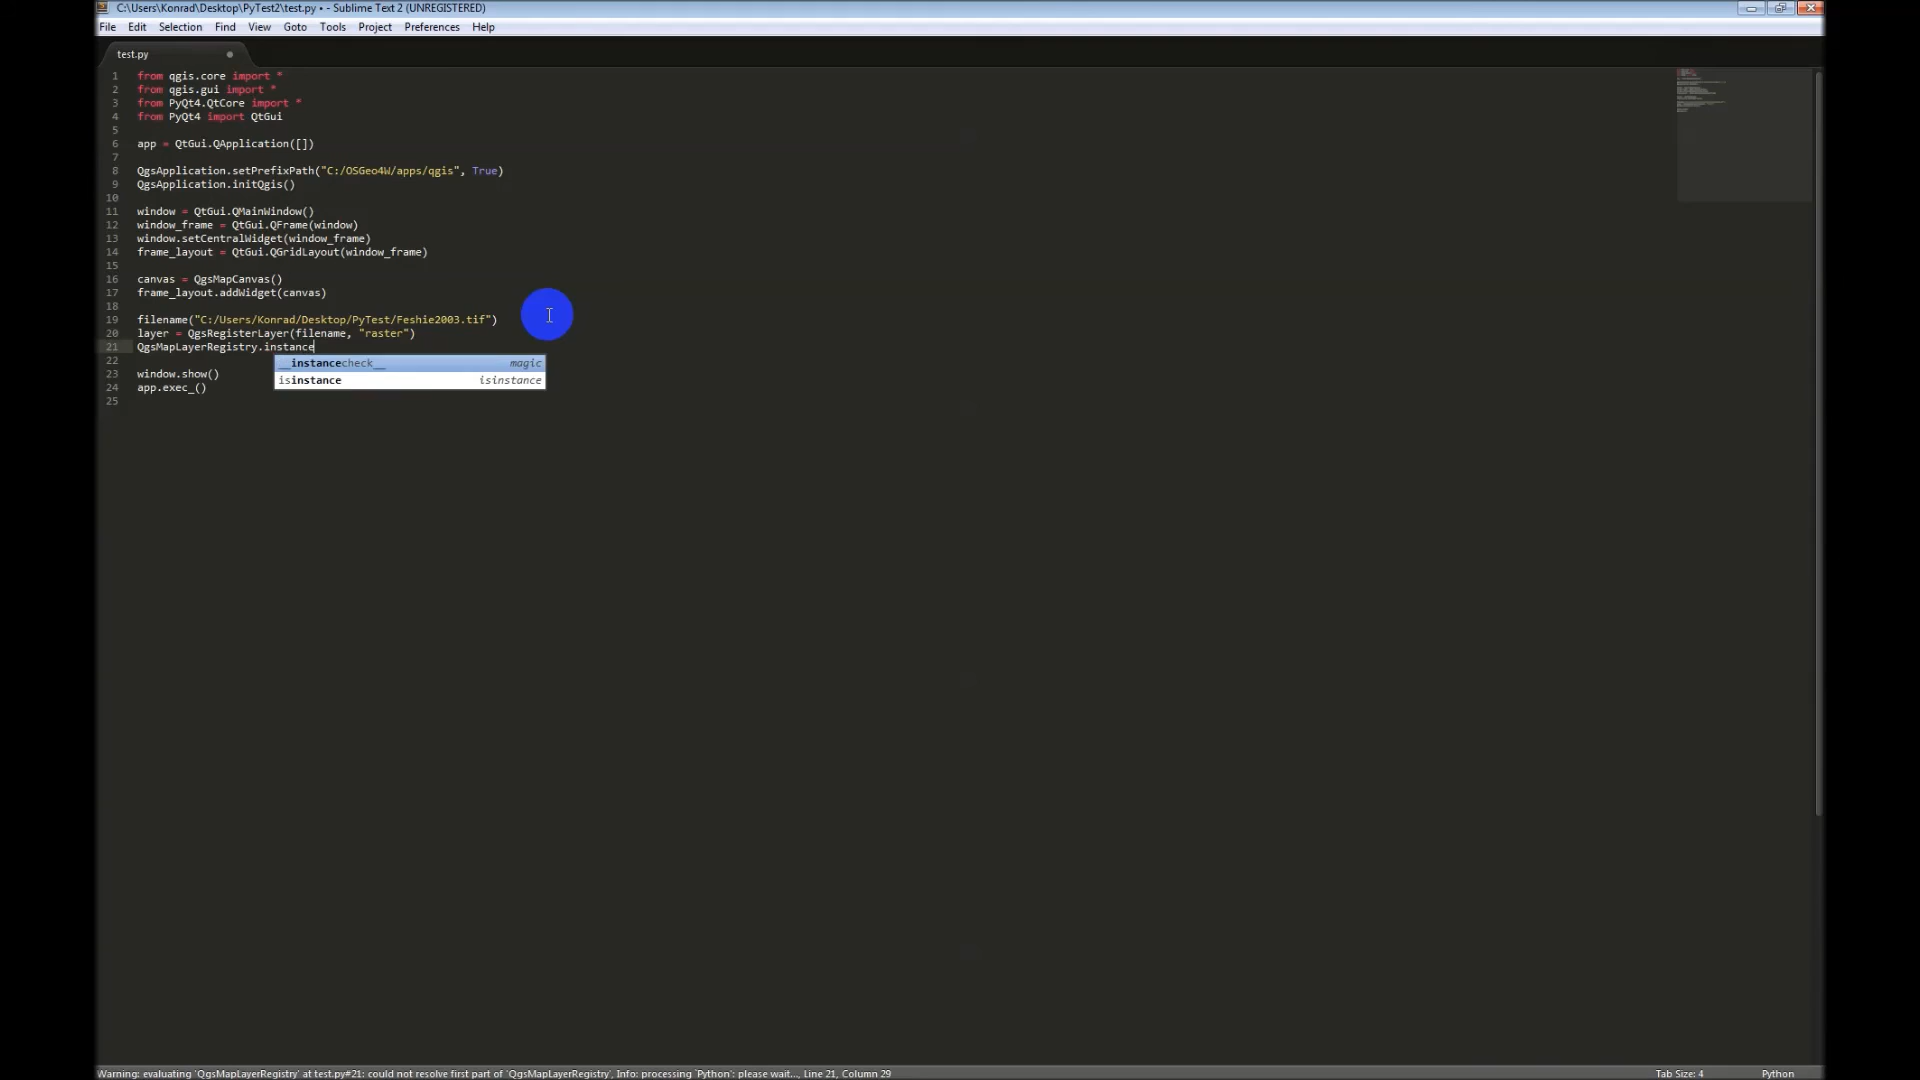 C:\Users\Konrad\Desktop\PyTest2\test.py • - Sublime Text 2 (UNREGISTERED)
File Edit Selection Find View Goto Tools Project Preferences Help
test.py
1 from qgis.core import *
2 from qgis.gui import *
3 from PyQt4.QtCore import *
4 from PyQt4 import QtGui
5
6 app = QtGui.QApplication([])
7
8 QgsApplication.setPrefixPath("C:/OSGeo4W/apps/qgis", True)
9 QgsApplication.initQgis()
10
11 window = QtGui.QMainWindow()
12 window_frame = QtGui.QFrame(window)
13 window.setCentralWidget(window_frame)
14 frame_layout = QtGui.QGridLayout(window_frame)
15
16 canvas = QgsMapCanvas()
17 frame_layout.addWidget(canvas)
18
19 filename("C:/Users/Konrad/Desktop/PyTest/Feshie2003.tif")
20 layer = QgsRegisterLayer(filename, "raster")
21 QgsMapLayerRegistry.instance
__instancecheck__ magic
22
23 window.show()
isinstance isinstance
24 app.exec_()
25
Warning: evaluating 'QgsMapLayerRegistry' at test.py#21: could not resolve first part of 'QgsMapLayerRegistry', Info: processing 'Python': please wait..., Line 21, Column 29 Tab Size: 4 Python